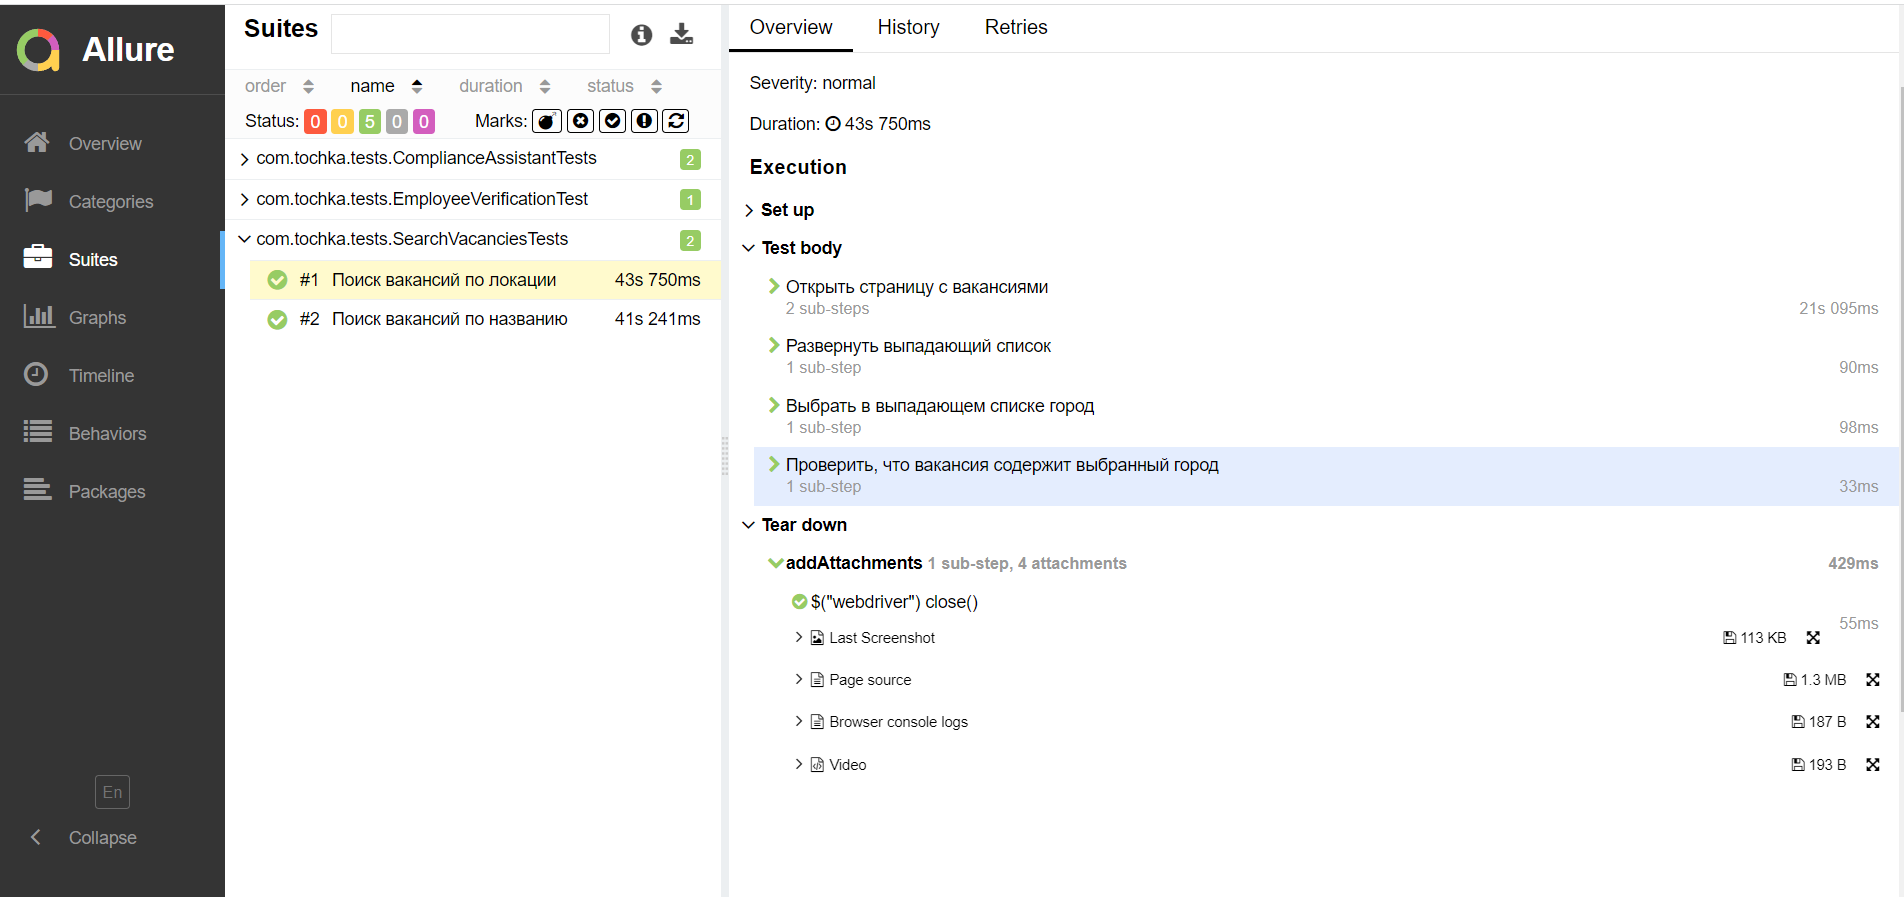 Allure
Overview
Categories
Suites
Graphs
Timeline
Behaviors
Packages
En
Collapse
Suites
order name duration status
Status: 0 0 5 0 0 Marks:
com.tochka.tests.ComplianceAssistantTests 2
com.tochka.tests.EmployeeVerificationTest 1
com.tochka.tests.SearchVacanciesTests 2
#1 Поиск вакансий по локации 43s 750ms
#2 Поиск вакансий по названию 41s 241ms
Overview History Retries
Severity: normal
Duration: 43s 750ms
Execution
Set up
Test body
Открыть страницу с вакансиями
2 sub-steps 21s 095ms
Развернуть выпадающий список
1 sub-step 90ms
Выбрать в выпадающем списке город
1 sub-step 98ms
Проверить, что вакансия содержит выбранный город
1 sub-step 33ms
Tear down
addAttachments 1 sub-step, 4 attachments 429ms
$("webdriver") close()
55ms
Last Screenshot 113 KB
Page source 1.3 MB
Browser console logs 187 B
Video 193 B